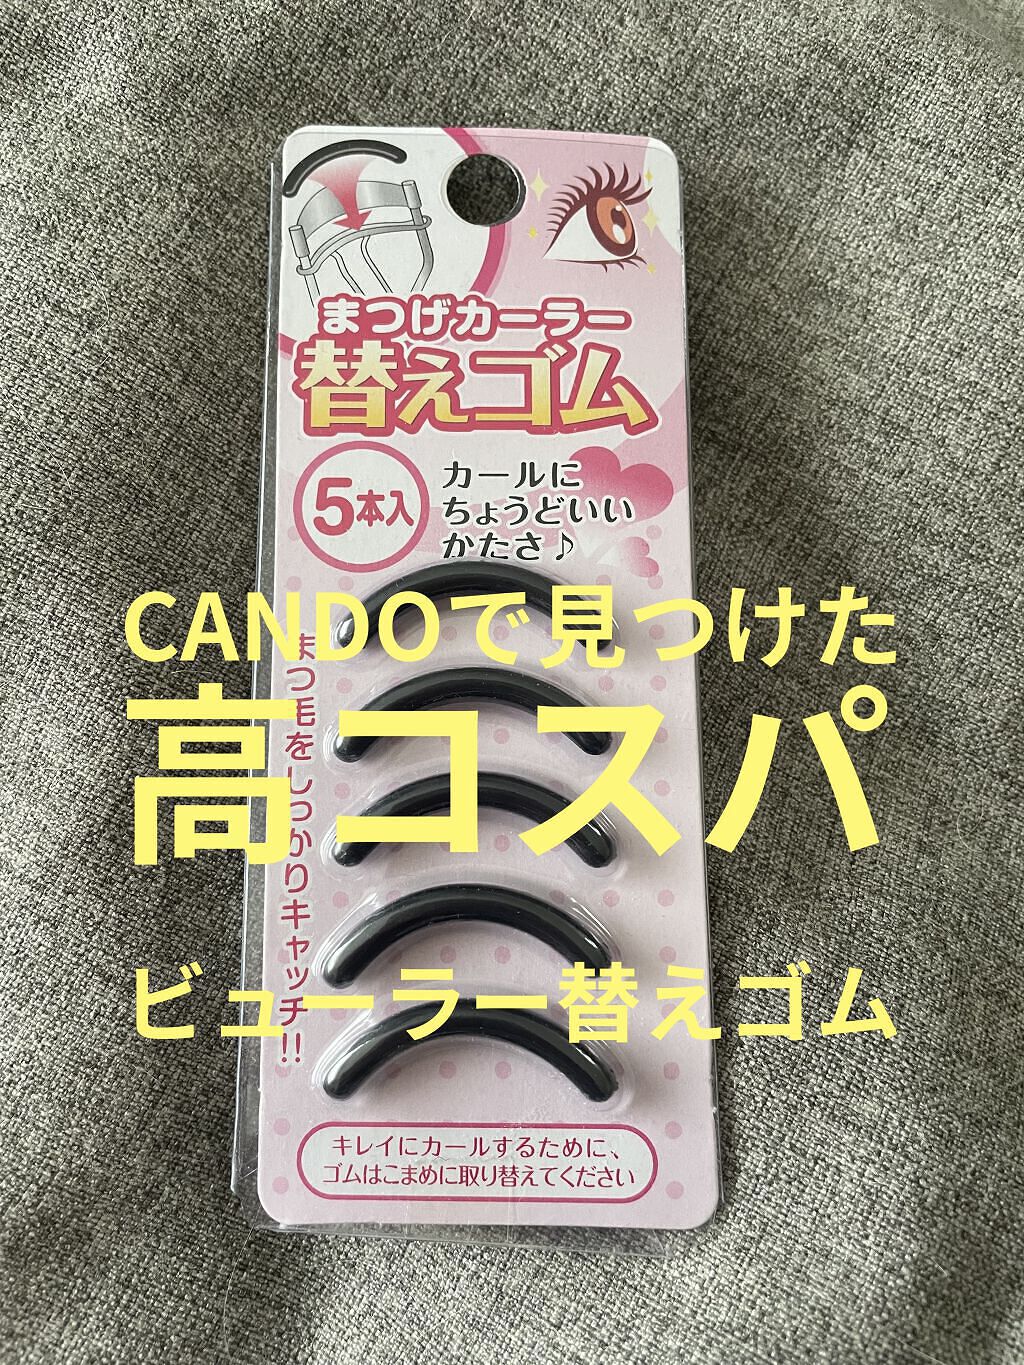 まつげカーラー
替えゴム
5本入
カールに
ちょうどいい
かたさ♪
CANDOで見つけた
高コスパ
まつ毛をしっかりキャッチ!!
ビューラー替えゴム
キレイにカールするために、
ゴムはこまめに取り替えてください